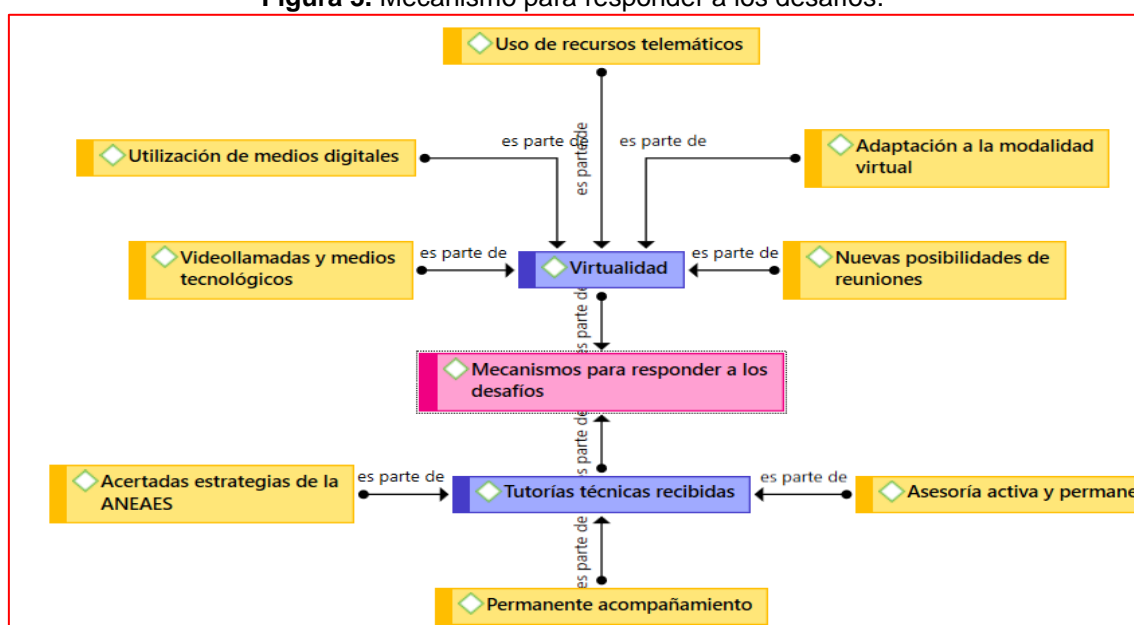 Figura 3. Mecanismo para responder a los desafíos.
Uso de recursos telemáticos
es parte de
es parte de
es parte de
Utilización de medios digitales
Adaptación a la modalidad
virtual
Videollamadas y medios
tecnológicos
es parte de
Virtualidad
es parte de
Nuevas posibilidades de
reuniones
es parte de
Mecanismos para responder a los
desafíos
es parte de
Acertadas estrategias de la
ANEAES
es parte de
Tutorías técnicas recibidas
es parte de
Asesoría activa y permane
es parte de
Permanente acompañamiento